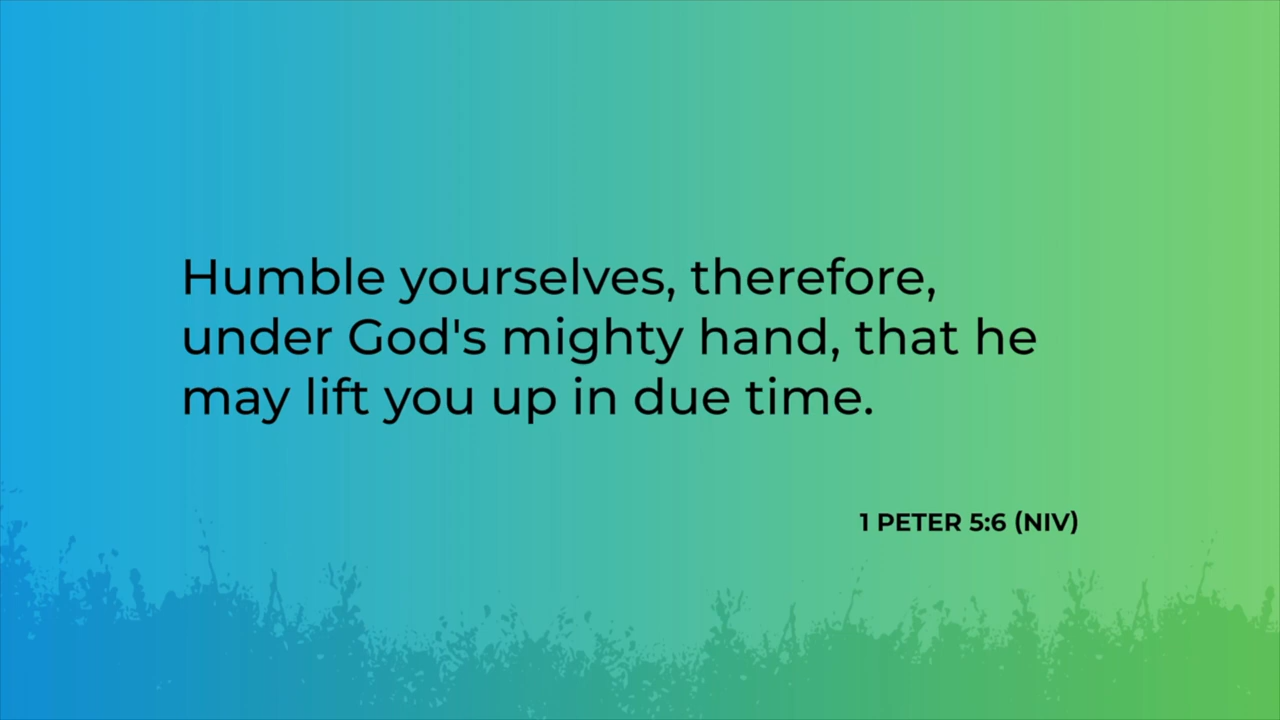 Humble yourselves, therefore,
under God's mighty hand, that he
may lift you up in due time.
1 PETER 5:6 (NIV)